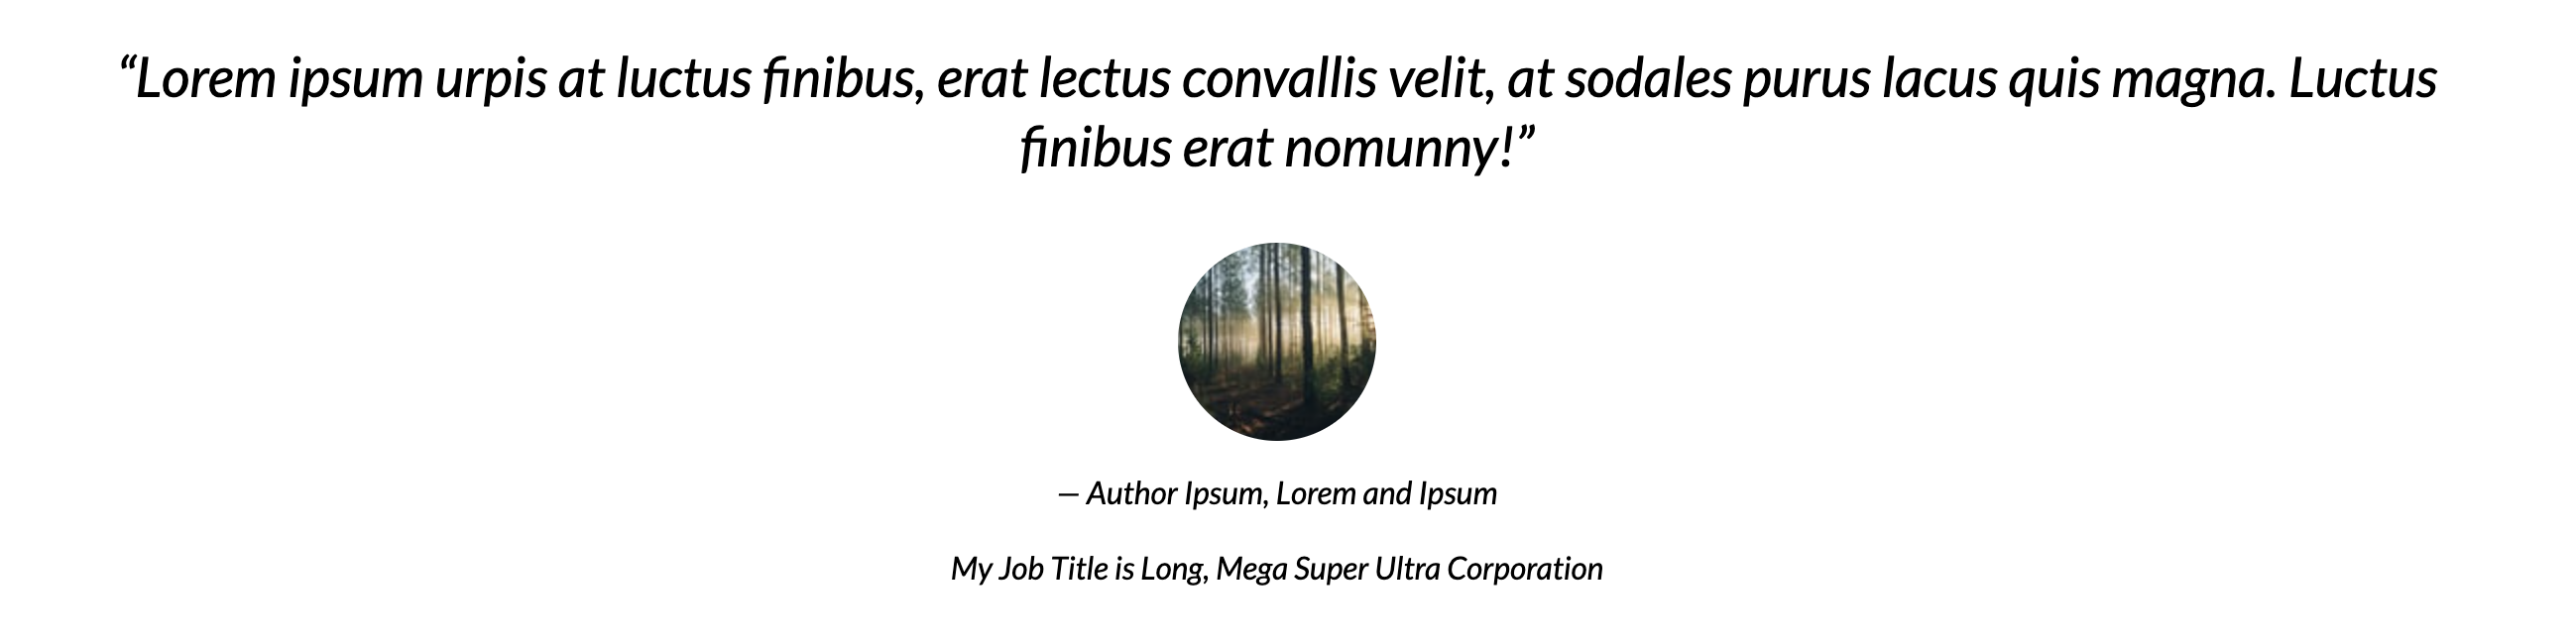 “Lorem ipsum urpis at luctus finibus, erat lectus convallis velit, at sodales purus lacus quis magna. Luctus
finibus erat nomunny!”
— Author Ipsum, Lorem and Ipsum
My Job Title is Long, Mega Super Ultra Corporation